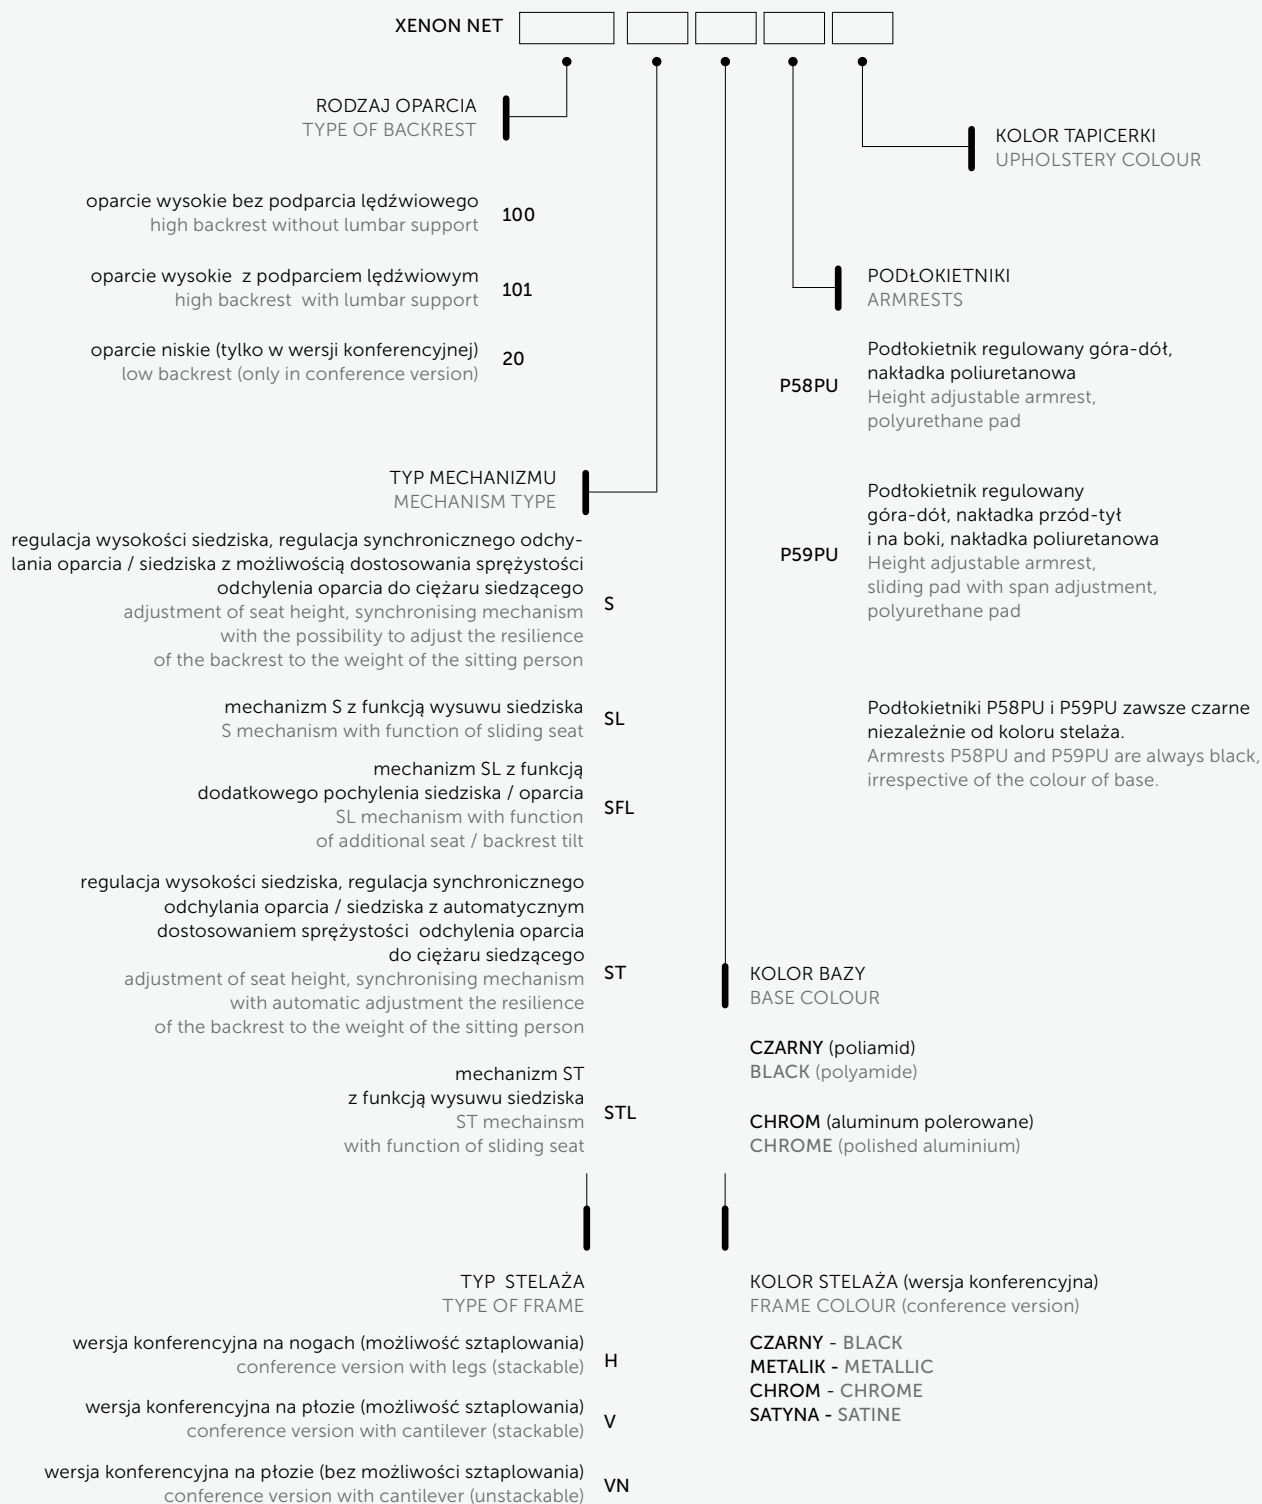 XENON NET
RODZAJ OPARCIA
TYPE OF BACKREST
oparcie wysokie bez podparcia lędźwiowego
high backrest without lumbar support
100
oparcie wysokie z podparciem lędźwiowym
high backrest with lumbar support
101
oparcie niskie (tylko w wersji konferencyjnej)
low backrest (only in conference version)
20
TYP MECHANIZMU
MECHANISM TYPE
regulacja wysokości siedziska, regulacja synchronicznego odchy-
lania oparcia / siedziska z możliwością dostosowania sprężystości
odchylenia oparcia do ciężaru siedzącego
adjustment of seat height, synchronising mechanism
with the possibility to adjust the resilience
of the backrest to the weight of the sitting person
S
mechanizm S z funkcją wysuwu siedziska
S mechanism with function of sliding seat
SL
mechanizm SL z funkcją
dodatkowego pochylenia siedziska / oparcia
SL mechanism with function
of additional seat / backrest tilt
SFL
regulacja wysokości siedziska, regulacja synchronicznego
odchylania oparcia / siedziska z automatycznym
dostosowaniem sprężystości odchylenia oparcia
do ciężaru siedzącego
adjustment of seat height, synchronising mechanism
with automatic adjustment the resilience
of the backrest to the weight of the sitting person
ST
mechanizm ST
z funkcją wysuwu siedziska
ST mechainsm
with function of sliding seat
STL
TYP STELAŻA
TYPE OF FRAME
wersja konferencyjna na nogach (możliwość sztaplowania)
conference version with legs (stackable)
H
wersja konferencyjna na płozie (możliwość sztaplowania)
conference version with cantilever (stackable)
V
wersja konferencyjna na płozie (bez możliwości sztaplowania)
conference version with cantilever (unstackable)
VN
KOLOR TAPICERKI
UPHOLSTERY COLOUR
PODŁOKIETNIKI
ARMRESTS
P58PU
Podłokietnik regulowany góra-dół,
nakładka poliuretanowa
Height adjustable armrest,
polyurethane pad
P59PU
Podłokietnik regulowany
góra-dół, nakładka przód-tył
i na boki, nakładka poliuretanowa
Height adjustable armrest,
sliding pad with span adjustment,
polyurethane pad
Podłokietniki P58PU i P59PU zawsze czarne
niezależnie od koloru stelaża.
Armrests P58PU and P59PU are always black,
irrespective of the colour of base.
KOLOR BAZY
BASE COLOUR
CZARNY (poliamid)
BLACK (polyamide)
CHROM (aluminum polerowane)
CHROME (polished aluminium)
KOLOR STELAŻA (wersja konferencyjna)
FRAME COLOUR (conference version)
CZARNY - BLACK
METALIK - METALLIC
CHROM - CHROME
SATYNA - SATINE